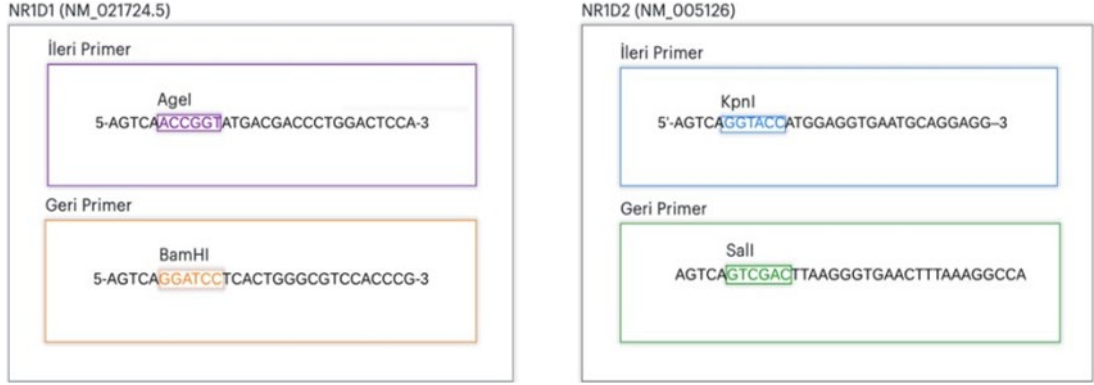 NR1D1 (NM_021724.5)
İleri Primer
AgeI
5-AGTCAACCGGTATGACGACCCTGGACTCCA-3
Geri Primer
BamHI
5-AGTCAGGATCCTCACTGGGCGTCCACCCG-3
NR1D2 (NM_005126)
İleri Primer
KpnI
5'-AGTCAGGTACCATGGAGGTGAATGCAGGAGG–3
Geri Primer
SalI
AGTCAGTCGACTTAAGGGTGAACTTTAAAGGCCA